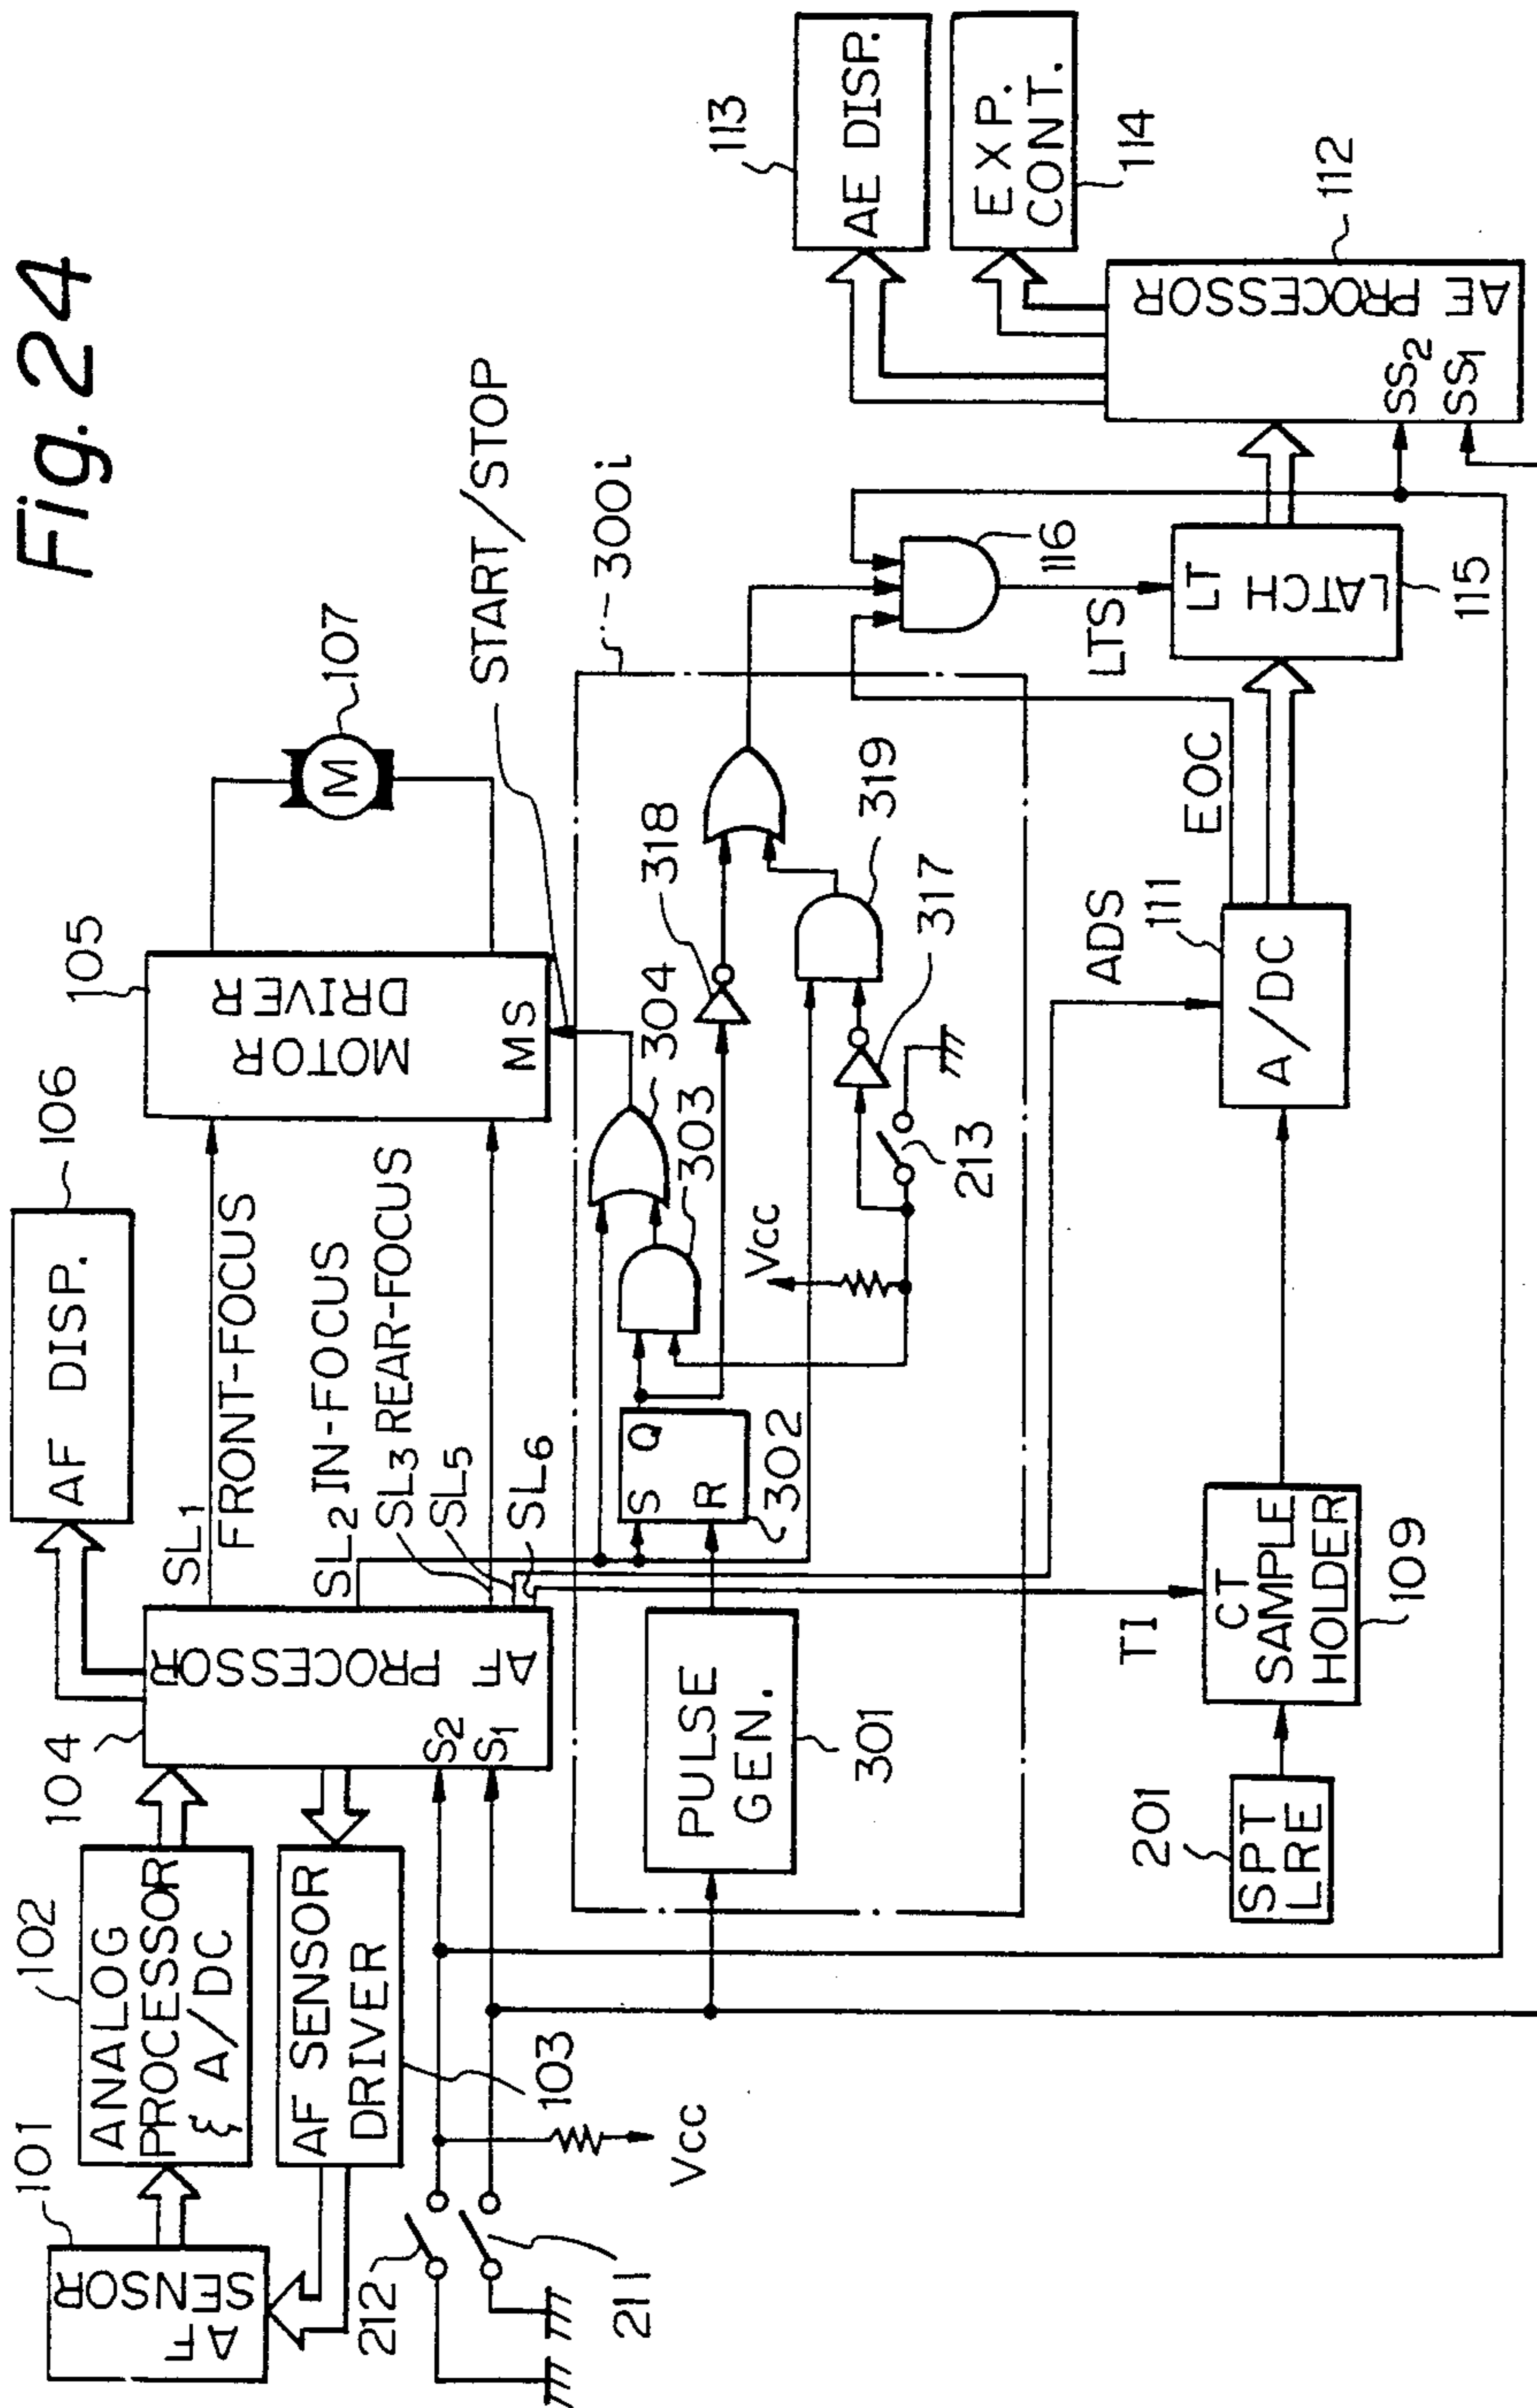 Fig. 24
101
AF
SENSOR
102
ANALOG
PROCESSOR
& A/DC
AF SENSOR
DRIVER
103
104
AF
PROCESSOR
S2
S1
212
211
Vcc
AF DISP.
106
SL1
FRONT-FOCUS
SL2 IN-FOCUS
SL3 REAR-FOCUS
SL5
SL6
105
MOTOR
DRIVER
MS
M
107
START/STOP
300i
PULSE
GEN.
301
S Q
R
302
303
304
Vcc
213
317
318
319
TI
201
SPT
LRE
CT
SAMPLE
HOLDER
109
ADS
111
A/DC
EOC
LTS
116
LT
LATCH
115
AE PROCESSOR
SS2
SS1
112
113
AE DISP.
EXP.
CONT.
114